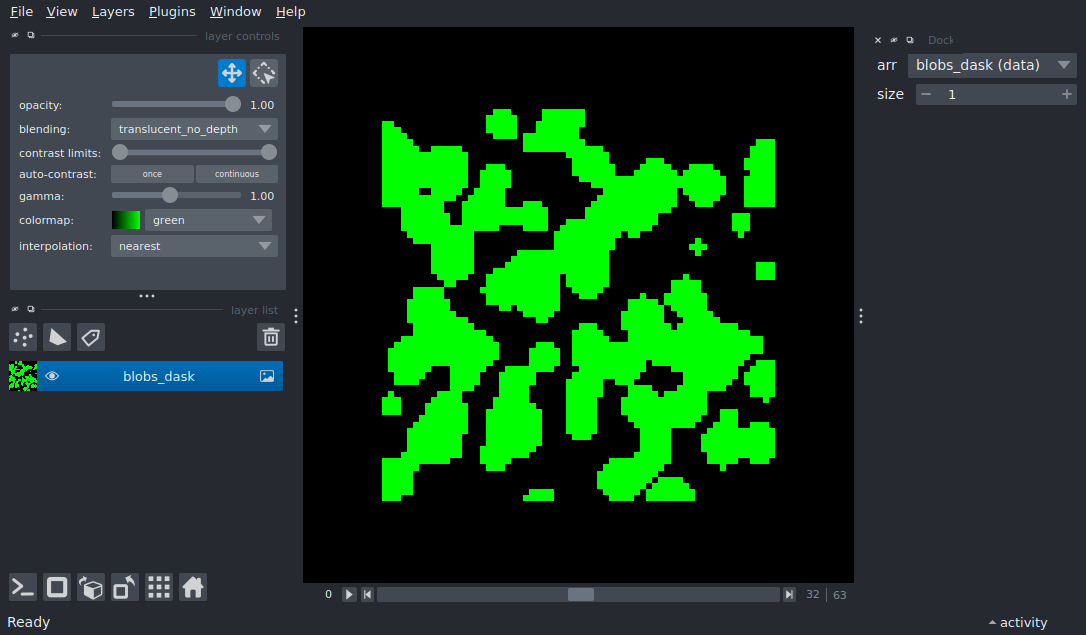 File View Layers Plugins Window Help
layer controls
opacity: 1.00
blending: translucent_no_depth
contrast limits:
auto-contrast: once continuous
gamma: 1.00
colormap: green
interpolation: nearest
layer list
blobs_dask
Dock
arr blobs_dask (data)
size 1
0 32 63
Ready
activity